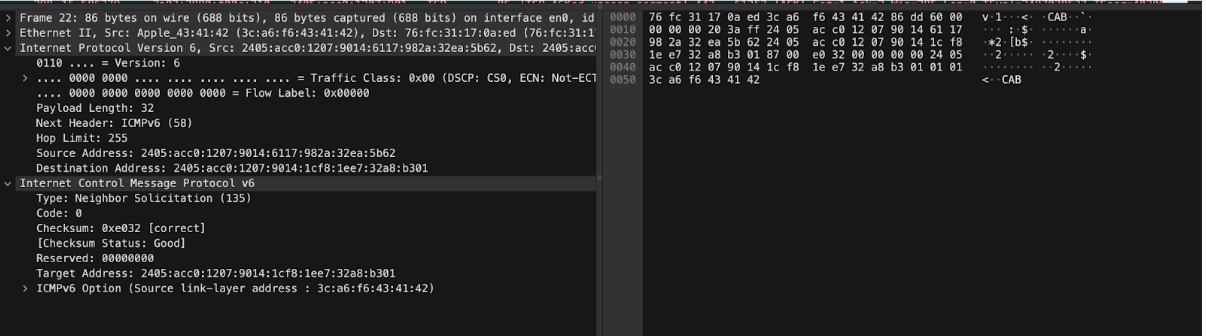 Frame 22: 86 bytes on wire (688 bits), 86 bytes captured (688 bits) on interface en0, id
Ethernet II, Src: Apple_43:41:42 (3c:a6:f6:43:41:42), Dst: 76:fc:31:17:0a:ed (76:fc:31:1
Internet Protocol Version 6, Src: 2405:acc0:1207:9014:6117:982a:32ea:5b62, Dst: 2405:acc
0110 .... = Version: 6
.... 0000 0000 .... .... .... .... .... = Traffic Class: 0x00 (DSCP: CS0, ECN: Not-ECT
.... 0000 0000 0000 0000 0000 = Flow Label: 0x00000
Payload Length: 32
Next Header: ICMPv6 (58)
Hop Limit: 255
Source Address: 2405:acc0:1207:9014:6117:982a:32ea:5b62
Destination Address: 2405:acc0:1207:9014:1cf8:1ee7:32a8:b301
Internet Control Message Protocol v6
Type: Neighbor Solicitation (135)
Code: 0
Checksum: 0xe032 [correct]
[Checksum Status: Good]
Reserved: 00000000
Target Address: 2405:acc0:1207:9014:1cf8:1ee7:32a8:b301
ICMPv6 Option (Source link-layer address : 3c:a6:f6:43:41:42)
0000 76 fc 31 17 0a ed 3c a6 f6 43 41 42 86 dd 60 00 v·1···<· ·CAB··`·
0010 00 00 00 20 3a ff 24 05 ac c0 12 07 90 14 61 17 ··· :·$· ······a·
0020 98 2a 32 ea 5b 62 24 05 ac c0 12 07 90 14 1c f8 ·*2·[b$· ········
0030 1e e7 32 a8 b3 01 87 00 e0 32 00 00 00 00 24 05 ··2····· ·2····$·
0040 ac c0 12 07 90 14 1c f8 1e e7 32 a8 b3 01 01 01 ········ ··2·····
0050 3c a6 f6 43 41 42 <··CAB